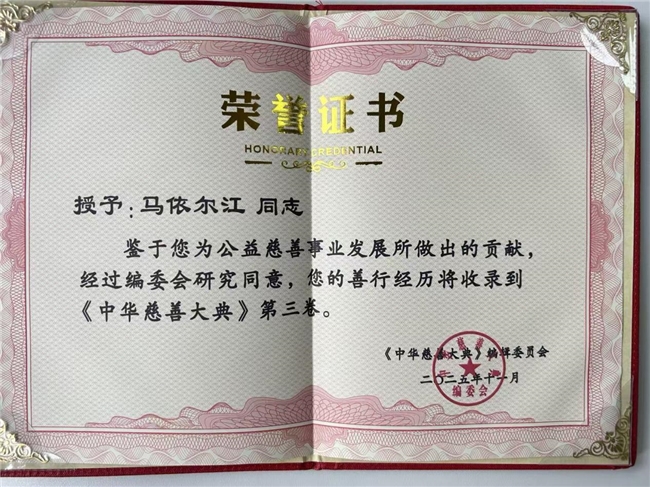 荣誉证书
HONORARY CREDENTIAL
授予:马依尔江 同志
鉴于您为公益慈善事业发展所做出的贡献,
经过编委会研究同意,您的善行经历将收录到
《中华慈善大典》第三卷。
《中华慈善大典》编辑委员会
二〇二五年十一月
编委会